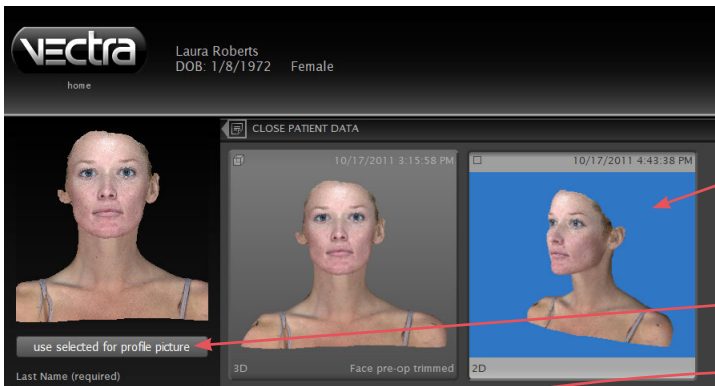 vectra
home
Laura Roberts
DOB: 1/8/1972 Female
CLOSE PATIENT DATA
10/17/2011 3:15:58 PM
10/17/2011 4:43:38 PM
use selected for profile picture
3D Face pre-op trimmed
2D
Last Name (required)